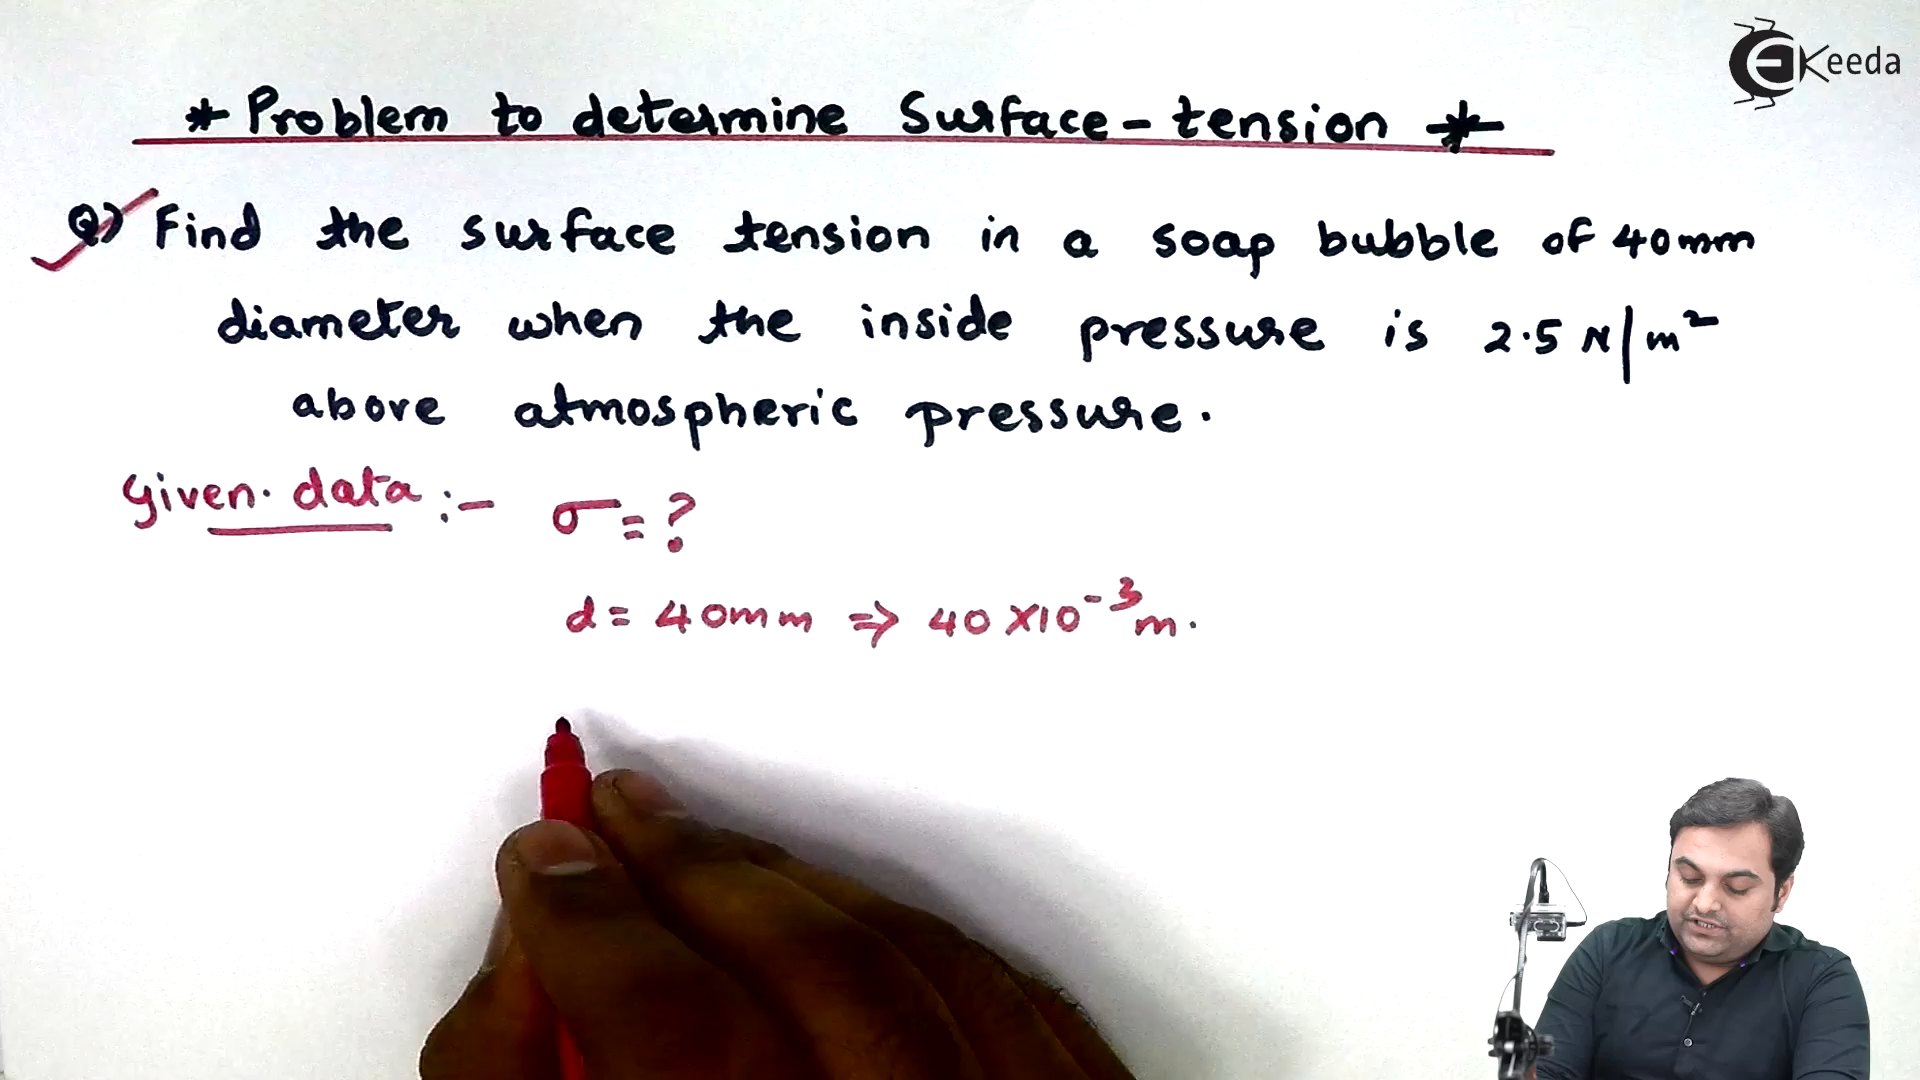 EKeeda
* Problem to determine Surface-tension *
Q) Find the surface tension in a soap bubble of 40mm
diameter when the inside pressure is 2.5 N/m²
above atmospheric pressure.
Given data :- σ = ?
d = 40mm ⇒ 40 ×10⁻³ m.